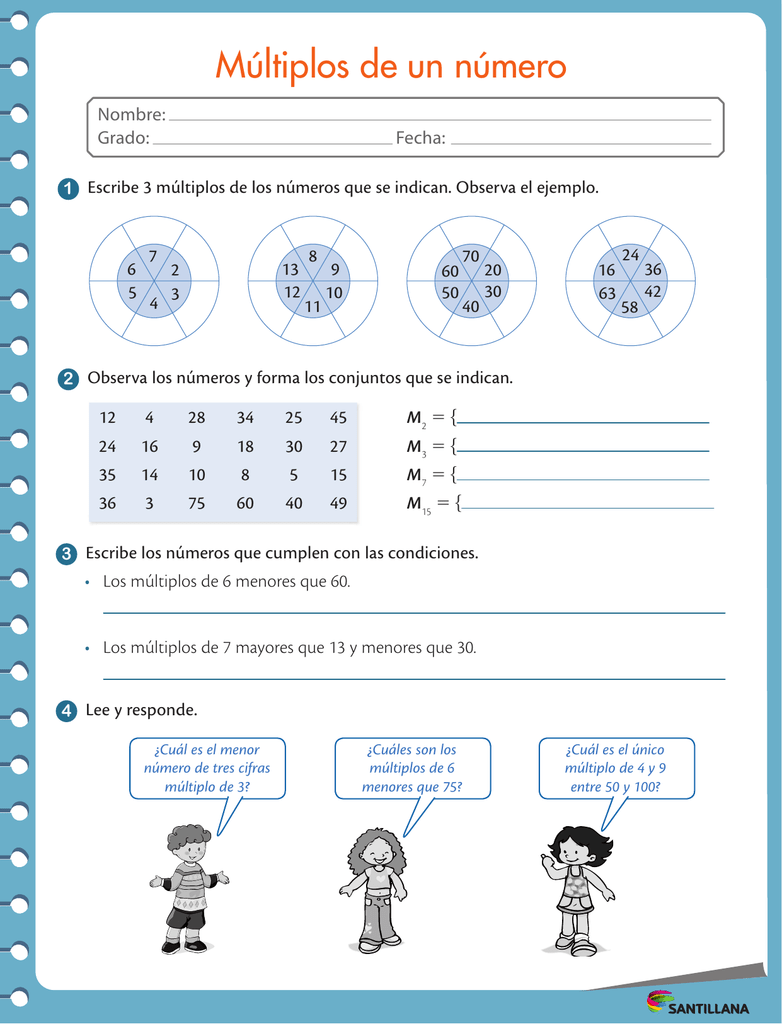 Múltiplos de un número
Nombre:
Grado: Fecha:
1 Escribe 3 múltiplos de los números que se indican. Observa el ejemplo.
7 2 3 4 5 6
8 9 10 11 12 13
70 20 30 40 50 60
24 36 42 58 63 16
2 Observa los números y forma los conjuntos que se indican.
12 4 28 34 25 45
24 16 9 18 30 27
35 14 10 8 5 15
36 3 75 60 40 49
M2 = {
M3 = {
M7 = {
M15 = {
3 Escribe los números que cumplen con las condiciones.
• Los múltiplos de 6 menores que 60.
• Los múltiplos de 7 mayores que 13 y menores que 30.
4 Lee y responde.
¿Cuál es el menor
número de tres cifras
múltiplo de 3?
¿Cuáles son los
múltiplos de 6
menores que 75?
¿Cuál es el único
múltiplo de 4 y 9
entre 50 y 100?
SANTILLANA